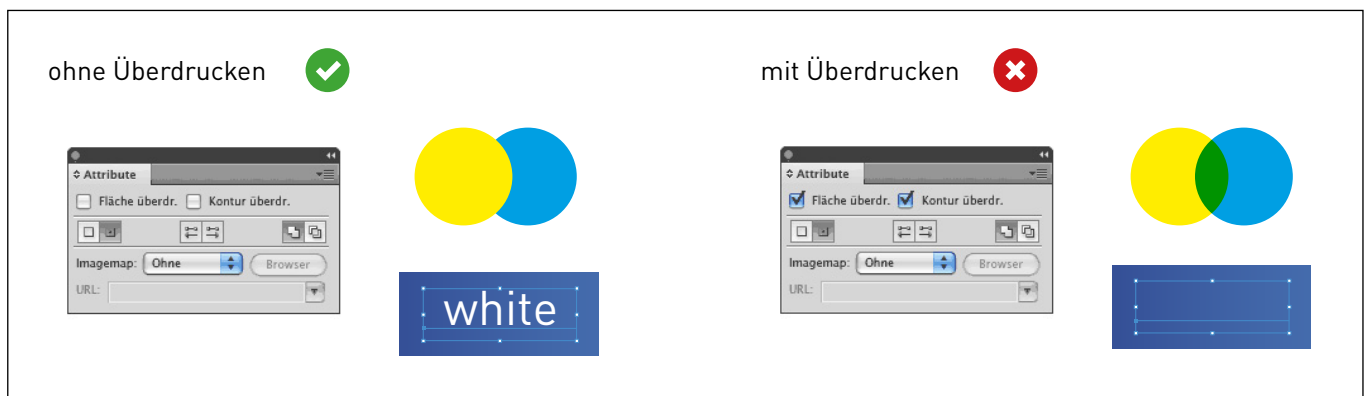 ohne Überdrucken
Attribute
Fläche überdr. Kontur überdr.
Imagemap: Ohne Browser
URL:
white
mit Überdrucken
Attribute
Fläche überdr. Kontur überdr.
Imagemap: Ohne Browser
URL: